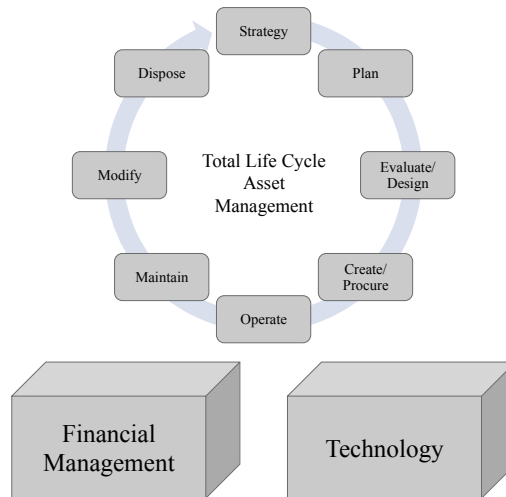 Strategy
Plan
Evaluate/
Design
Create/
Procure
Operate
Maintain
Modify
Dispose
Total Life Cycle
Asset
Management
Financial
Management
Technology